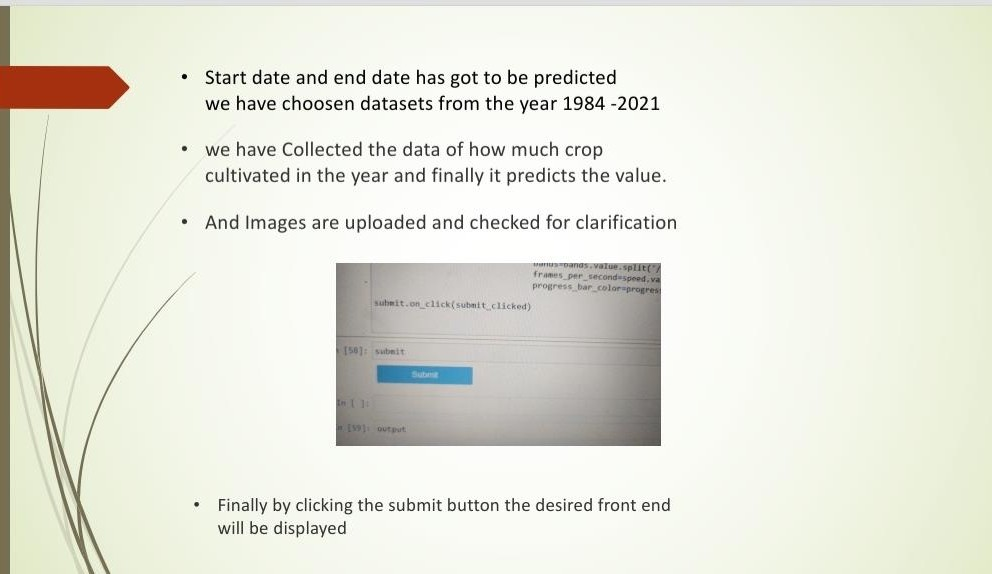 • Start date and end date has got to be predicted
we have choosen datasets from the year 1984 -2021
• we have Collected the data of how much crop
cultivated in the year and finally it predicts the value.
• And Images are uploaded and checked for clarification
=bands.value.split('/
frames_per_second=speed.va
progress_bar_color=progres
submit.on_click(submit_clicked)
[58]: submit
Submit
In [ ]:
[59]: output
• Finally by clicking the submit button the desired front end
will be displayed